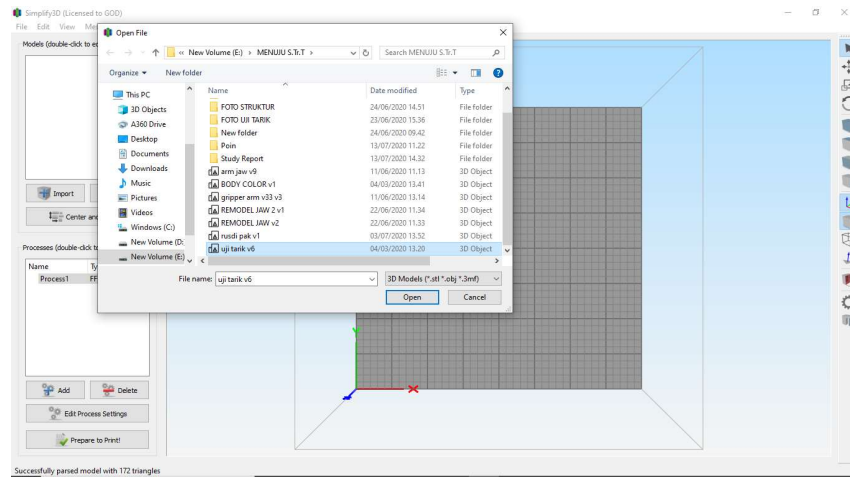 Simplify3D (Licensed to GOD)
File Edit View
Models (double-click to
Open File
« New Volume (E:) > MENUJU S.Tr.T >
Search MENUJU S.Tr.T
Organize
New folder
Name Date modified Type
This PC
3D Objects
A360 Drive
Desktop
Documents
Downloads
Music
Pictures
Videos
Windows (C:)
New Volume (D:
New Volume (E:)
FOTO STRUKTUR 24/06/2020 14.51 File folder
FOTO UJI TARIK 23/06/2020 15.36 File folder
New folder 24/06/2020 09.42 File folder
Poin 13/07/2020 11.22 File folder
Study Report 13/07/2020 14.32 File folder
arm jaw v9 11/06/2020 11.13 3D Object
BODY COLOR v1 04/03/2020 13.41 3D Object
gripper arm v33 v3 11/06/2020 13.14 3D Object
REMODEL JAW 2 v1 22/06/2020 11.34 3D Object
REMODEL JAW v2 22/06/2020 11.33 3D Object
rusdi pak v1 03/07/2020 13.52 3D Object
uji tarik v6 04/03/2020 13.20 3D Object
File name: uji tarik v6
3D Models (*.stl *.obj *.3mf)
Open Cancel
Import
Center
Processes (double-click
Name
Process1 FF
Add Delete
Edit Process Settings
Prepare to Print!
Successfully parsed model with 172 triangles